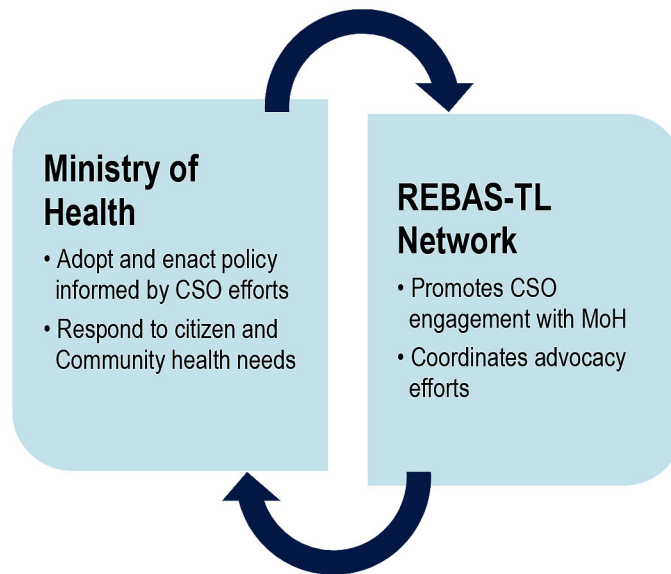 Ministry of
Health
• Adopt and enact policy
informed by CSO efforts
• Respond to citizen and
Community health needs
REBAS-TL
Network
• Promotes CSO
engagement with MoH
• Coordinates advocacy
efforts